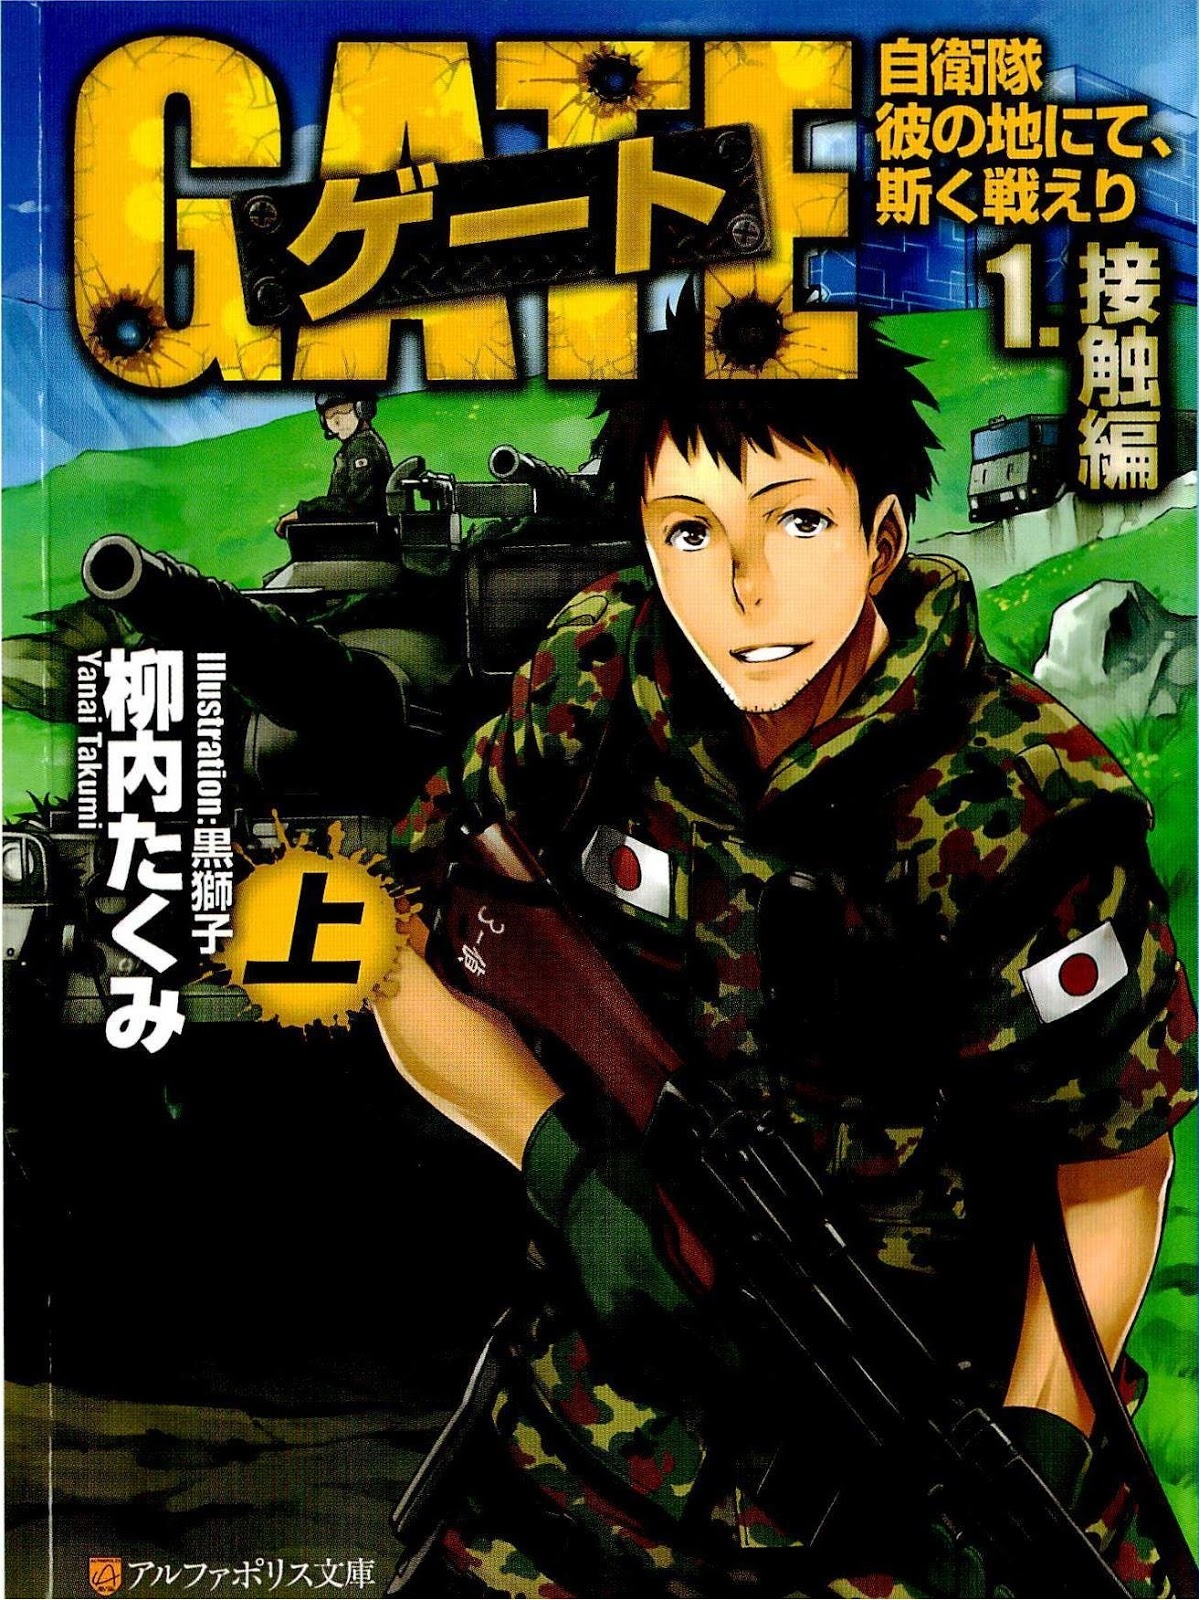 GATE
ゲート
自衛隊
彼の地にて、
斯く戦えり
1.接触編
柳内たくみ
Yanai Takumi
Illustration:黒獅子
上
3-偵
アルファポリス文庫